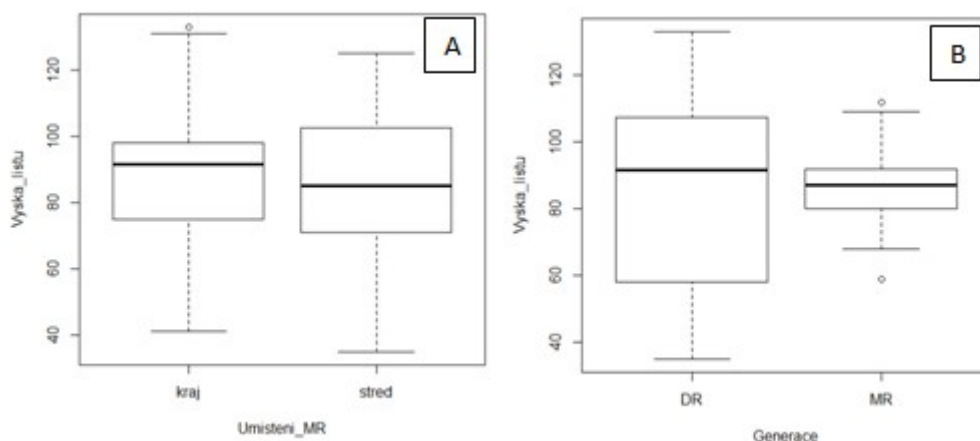 A
Vyska_listu
120
100
80
60
40
kraj
stred
Umisteni_MR
B
Vyska_listu
120
100
80
60
40
DR
MR
Generace